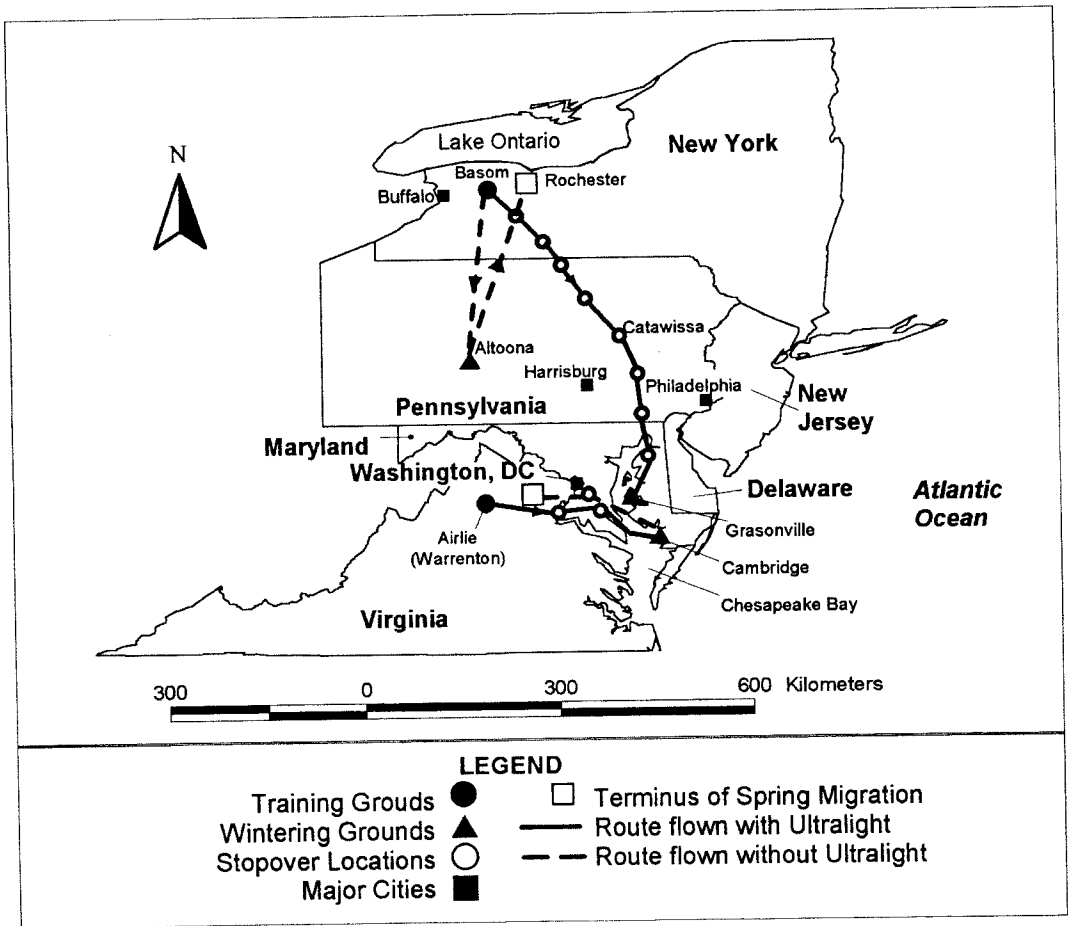 Lake Ontario
New York
N
Basom
Rochester
Buffalo
Catawissa
Altoona
Harrisburg
Philadelphia
New
Jersey
Pennsylvania
Maryland
Washington, DC
Delaware
Atlantic
Ocean
Grasonville
Airlie
(Warrenton)
Cambridge
Chesapeake Bay
Virginia
300 0 300 600 Kilometers
LEGEND
Training Grouds
Terminus of Spring Migration
Wintering Grounds
Route flown with Ultralight
Stopover Locations
Route flown without Ultralight
Major Cities